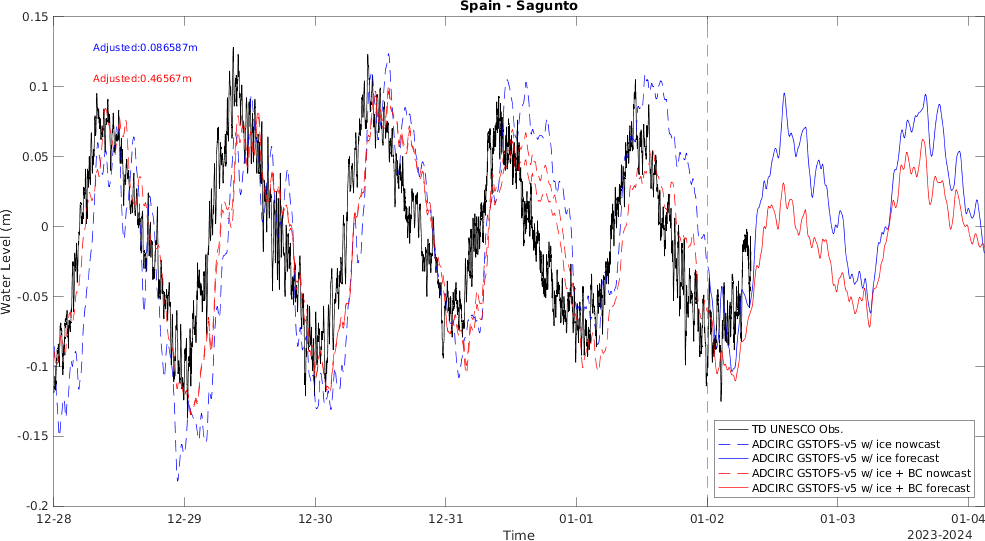 Spain - Sagunto
0.15
0.1
0.05
0
-0.05
-0.1
-0.15
-0.2
Water Level (m)
Adjusted:0.086587m
Adjusted:0.46567m
TD UNESCO Obs.
ADCIRC GSTOFS-v5 w/ ice nowcast
ADCIRC GSTOFS-v5 w/ ice forecast
ADCIRC GSTOFS-v5 w/ ice + BC nowcast
ADCIRC GSTOFS-v5 w/ ice + BC forecast
12-28 12-29 12-30 12-31 01-01 01-02 01-03 01-04
Time
2023-2024